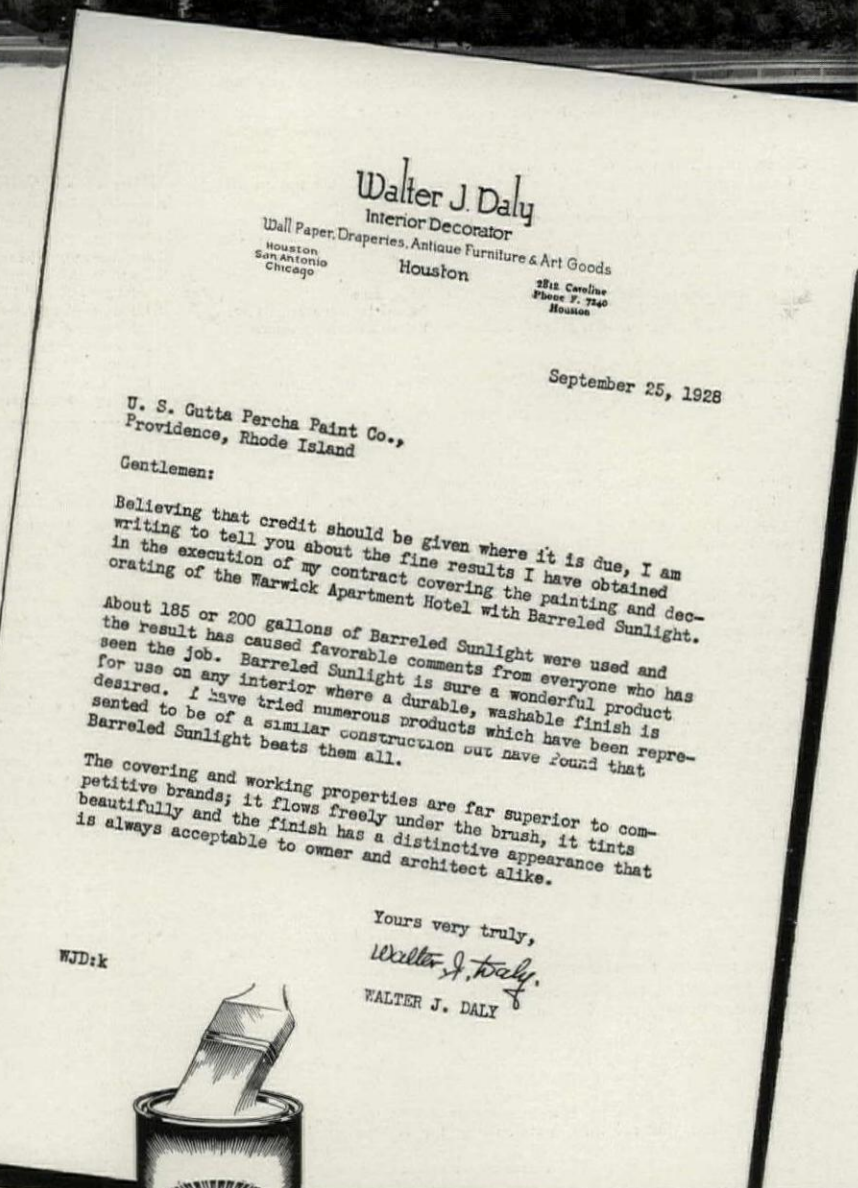 Walter J. Daly
Interior Decorator
Wall Paper, Draperies, Antique Furniture & Art Goods
Houston
San Antonio
Chicago
Houston
2812 Caroline
Phone F. 7240
Houston
September 25, 1928
U. S. Gutta Percha Paint Co.,
Providence, Rhode Island
Gentlemen:
Believing that credit should be given where it is due, I am
writing to tell you about the fine results I have obtained
in the execution of my contract covering the painting and dec-
orating of the Warwick Apartment Hotel with Barreled Sunlight.
About 185 or 200 gallons of Barreled Sunlight were used and
the result has caused favorable comments from everyone who has
seen the job. Barreled Sunlight is sure a wonderful product
for use on any interior where a durable, washable finish is
desired. I have tried numerous products which have been repre-
sented to be of a similar construction but have found that
Barreled Sunlight beats them all.
The covering and working properties are far superior to com-
petitive brands; it flows freely under the brush, it tints
beautifully and the finish has a distinctive appearance that
is always acceptable to owner and architect alike.
Yours very truly,
Walter J. Daly.
WALTER J. DALY
WJD:k